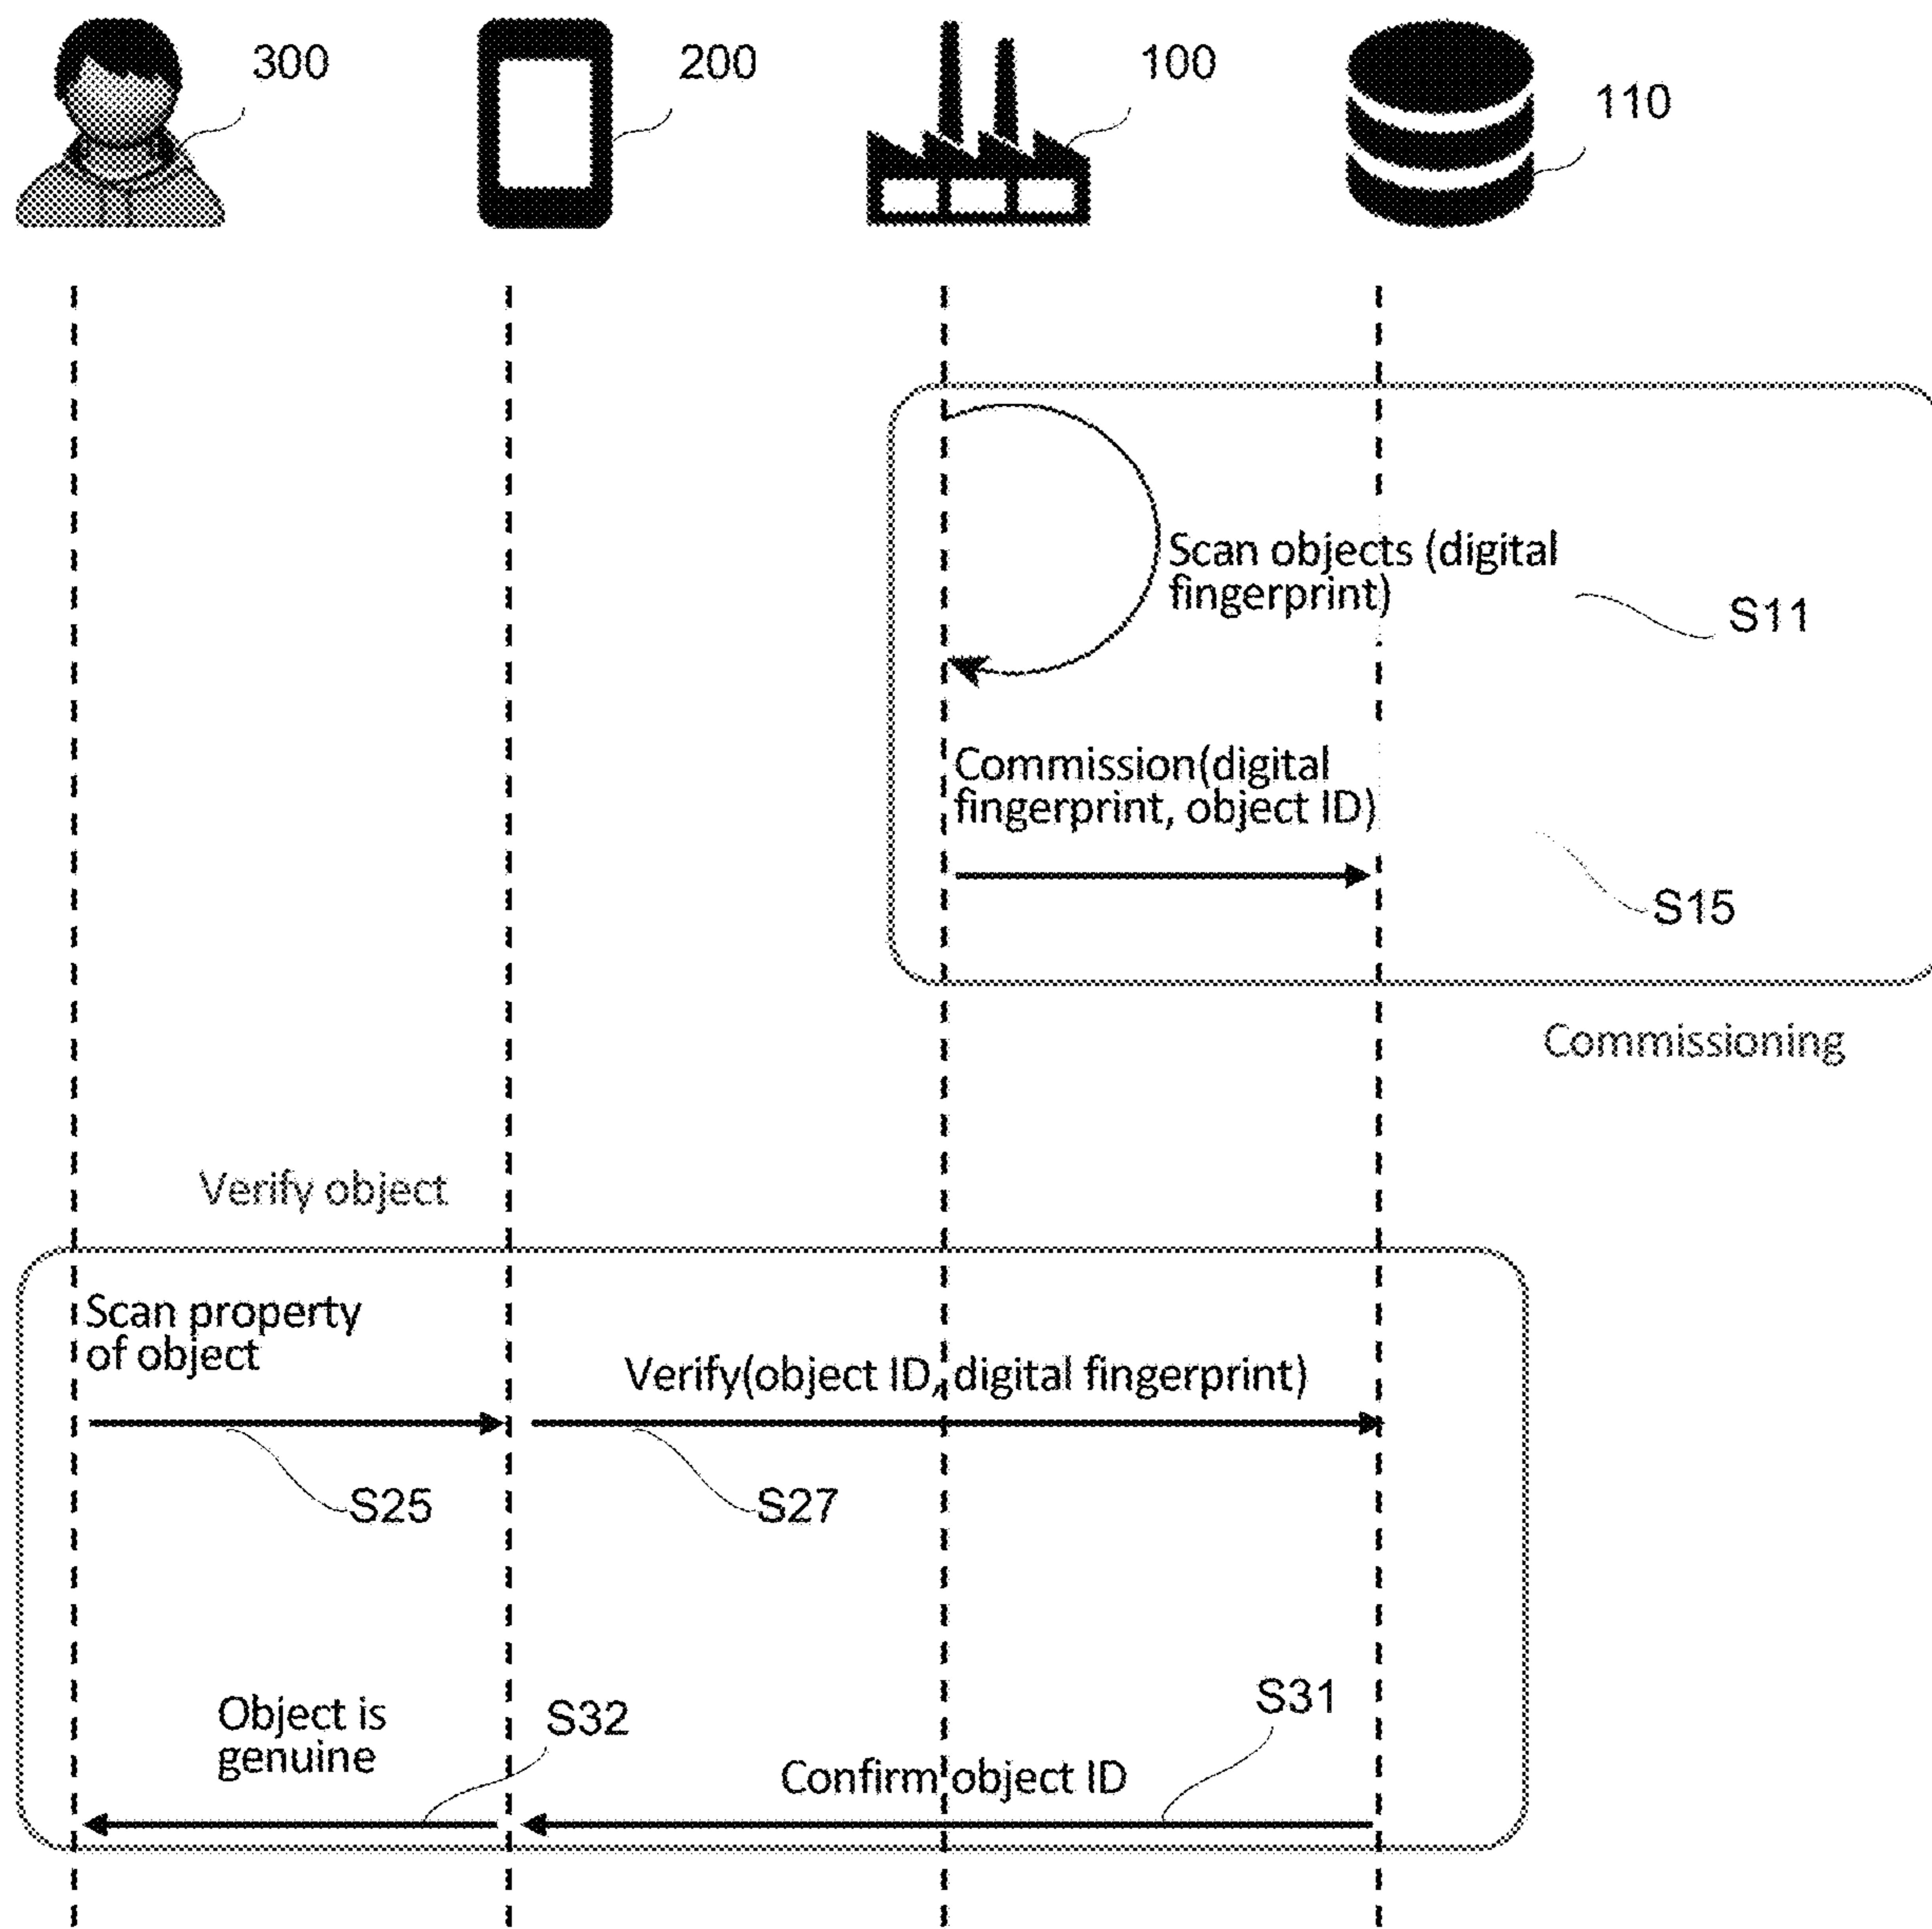 300
200
100
110
Scan objects (digital
fingerprint)
S11
Commission(digital
fingerprint, object ID)
S15
Commissioning
Verify object
Scan property
of object
Verify(object ID, digital fingerprint)
S25
S27
Object is
genuine
S32
S31
Confirm object ID